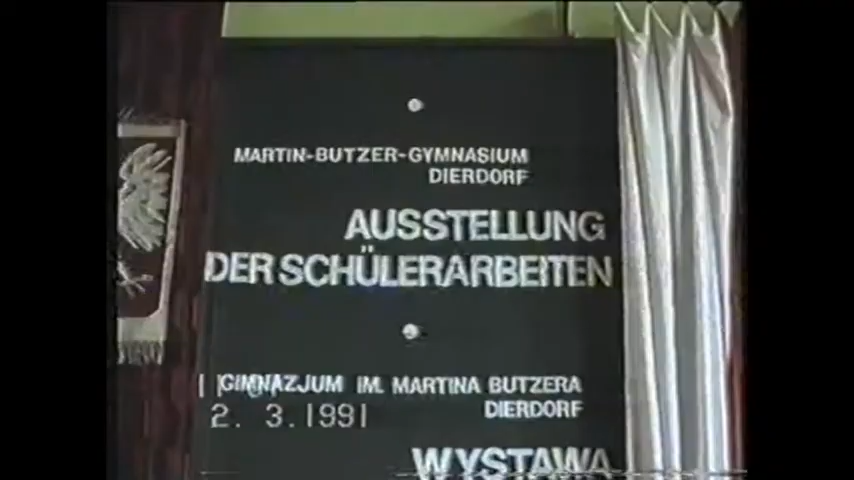 MARTIN-BUTZER-GYMNASIUM
DIERDORF
AUSSTELLUNG
DER SCHÜLERARBEITEN
GIMNAZJUM IM. MARTINA BUTZERA
DIERDORF
2. 3.1991
WYSTAWA